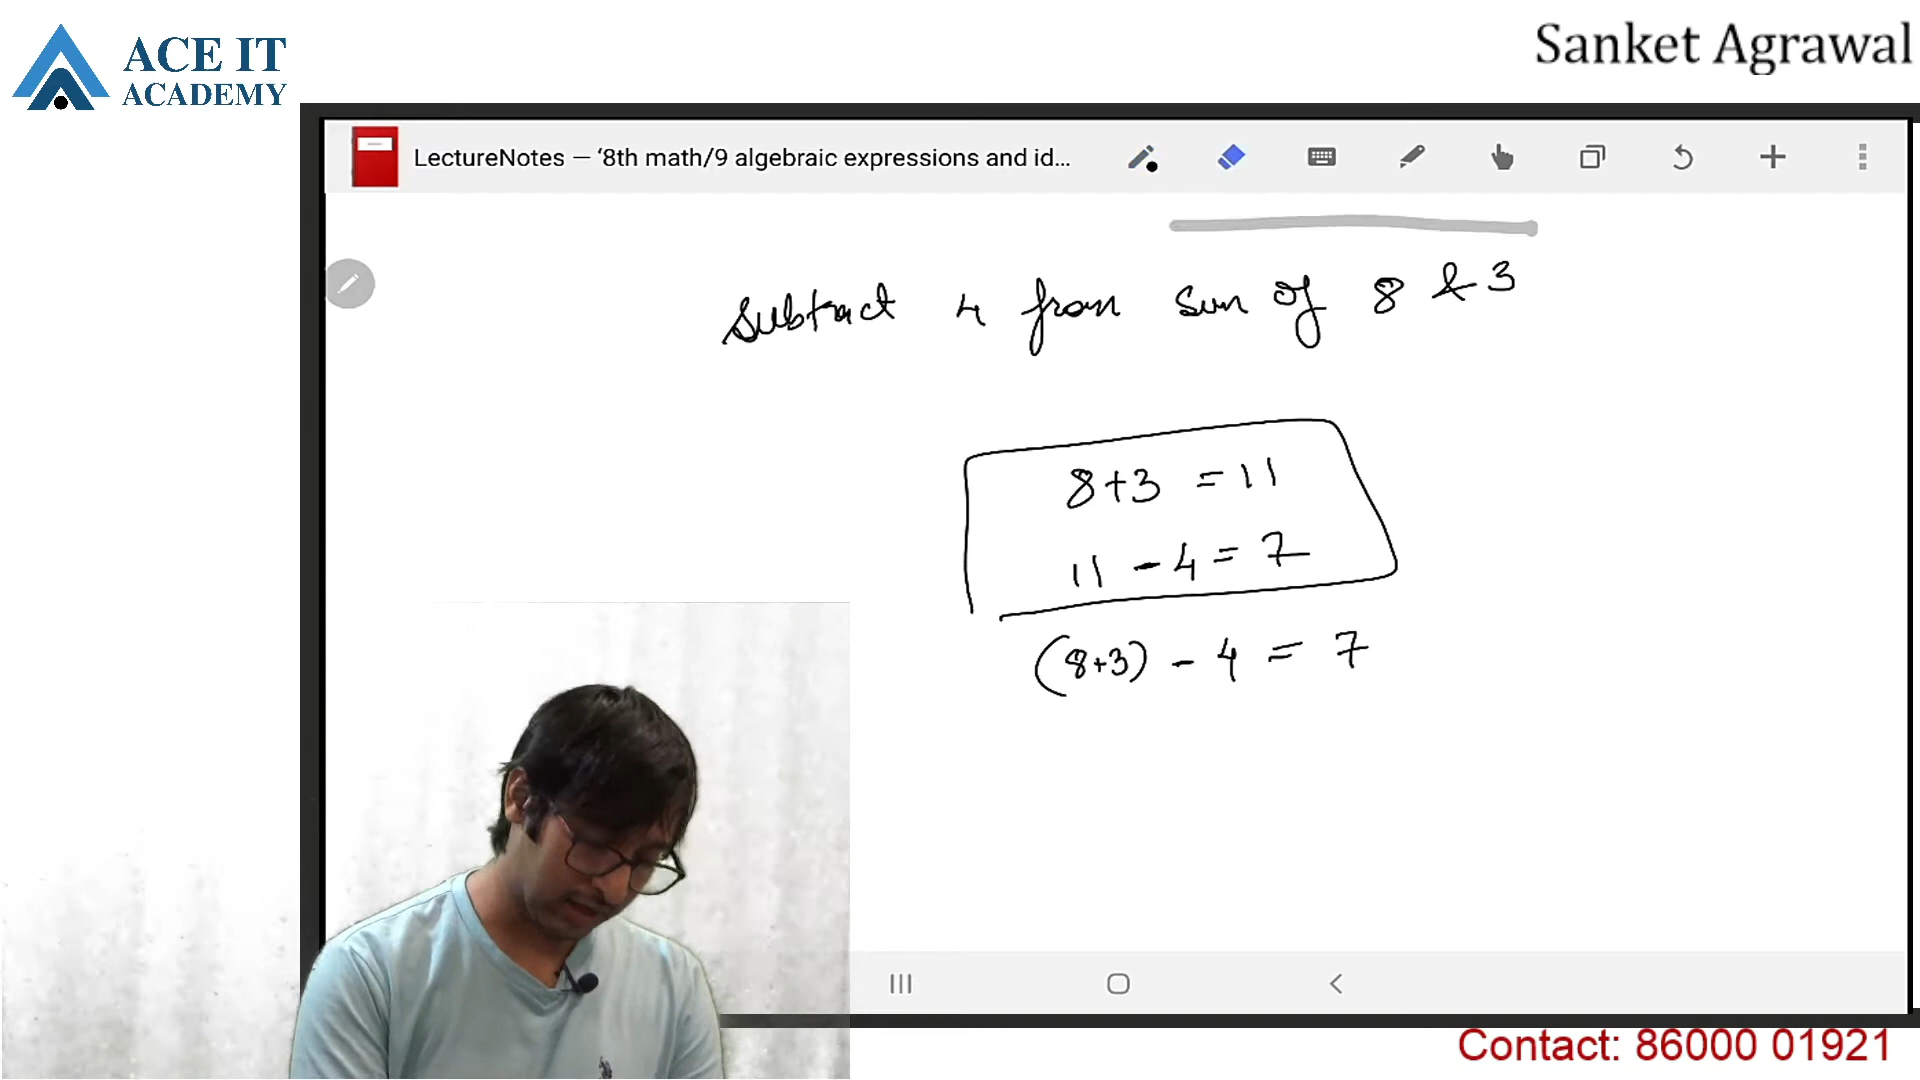 ACE IT
ACADEMY
Sanket Agrawal
LectureNotes — ‘8th math/9 algebraic expressions and id...
subtract 4 from sum of 8 & 3
8+3 = 11
11 - 4 = 7
(8+3) - 4 = 7
Contact: 86000 01921